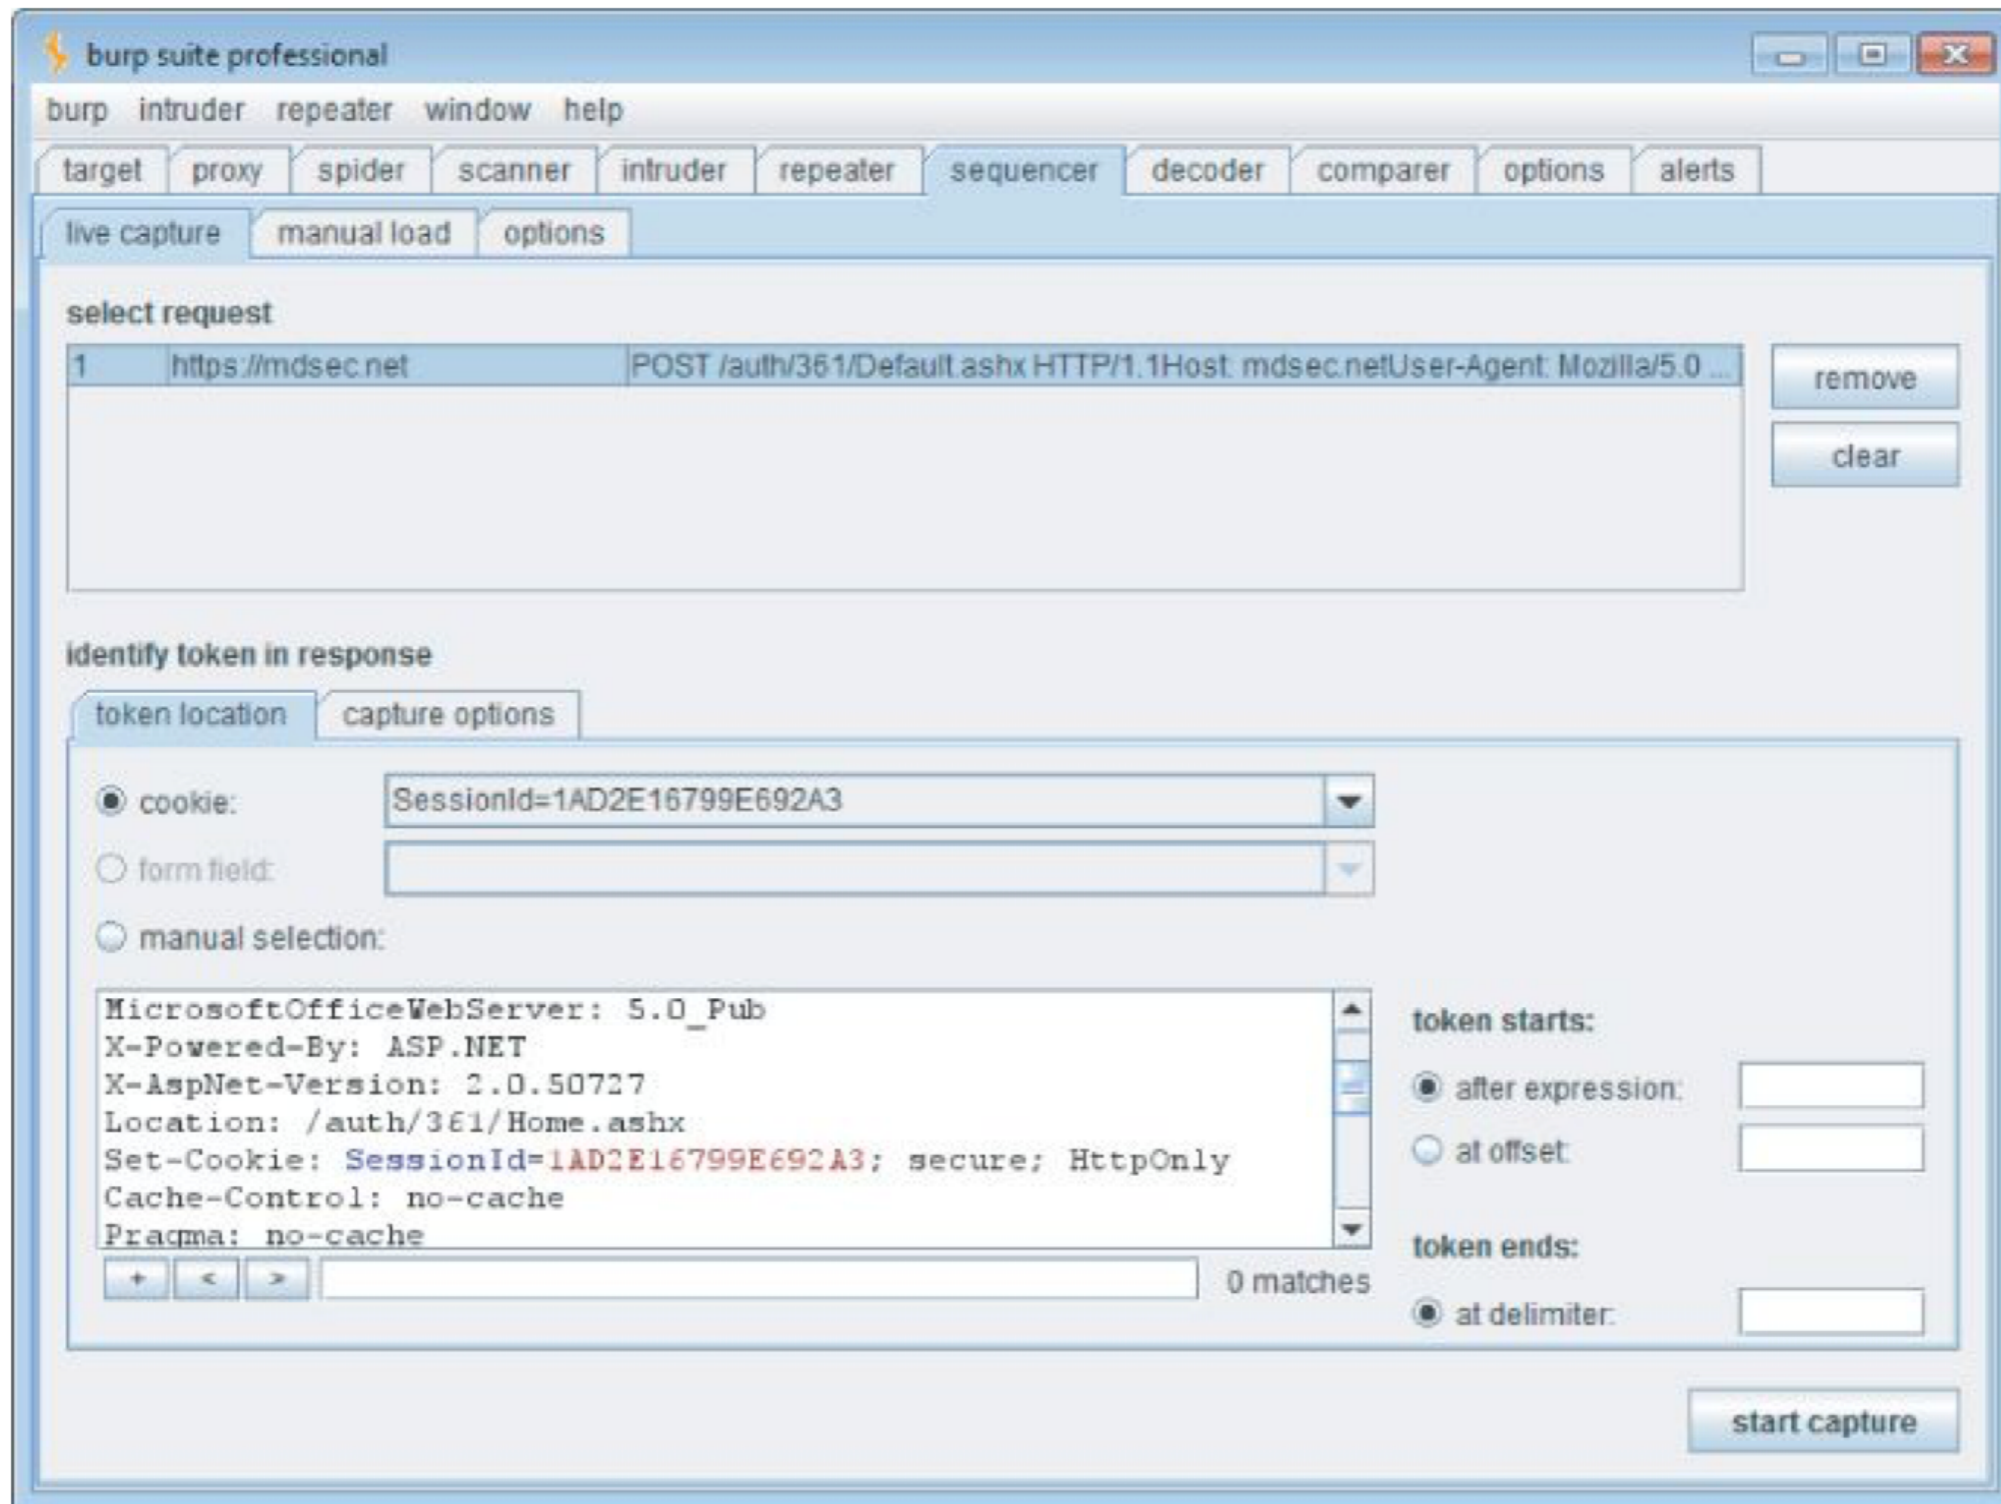 burp suite professional
burp intruder repeater window help
target proxy spider scanner intruder repeater sequencer decoder comparer options alerts
live capture manual load options
select request
1 https://mdsec.net POST /auth/361/Default.ashx HTTP/1.1Host: mdsec.netUser-Agent: Mozilla/5.0 ...
remove
clear
identify token in response
token location capture options
cookie: SessionId=1AD2E16799E692A3
form field:
manual selection:
MicrosoftOfficeWebServer: 5.0_Pub
X-Powered-By: ASP.NET
X-AspNet-Version: 2.0.50727
Location: /auth/361/Home.ashx
Set-Cookie: SessionId=1AD2E16799E692A3; secure; HttpOnly
Cache-Control: no-cache
Pragma: no-cache
+ < > 0 matches
token starts:
after expression:
at offset:
token ends:
at delimiter:
start capture